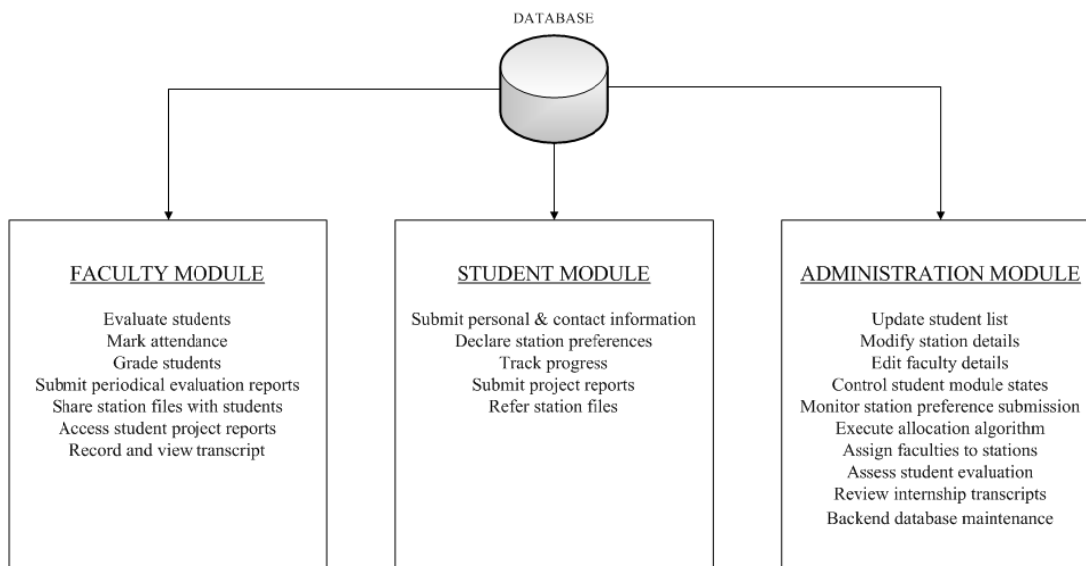 DATABASE
FACULTY MODULE
Evaluate students
Mark attendance
Grade students
Submit periodical evaluation reports
Share station files with students
Access student project reports
Record and view transcript
STUDENT MODULE
Submit personal & contact information
Declare station preferences
Track progress
Submit project reports
Refer station files
ADMINISTRATION MODULE
Update student list
Modify station details
Edit faculty details
Control student module states
Monitor station preference submission
Execute allocation algorithm
Assign faculties to stations
Assess student evaluation
Review internship transcripts
Backend database maintenance